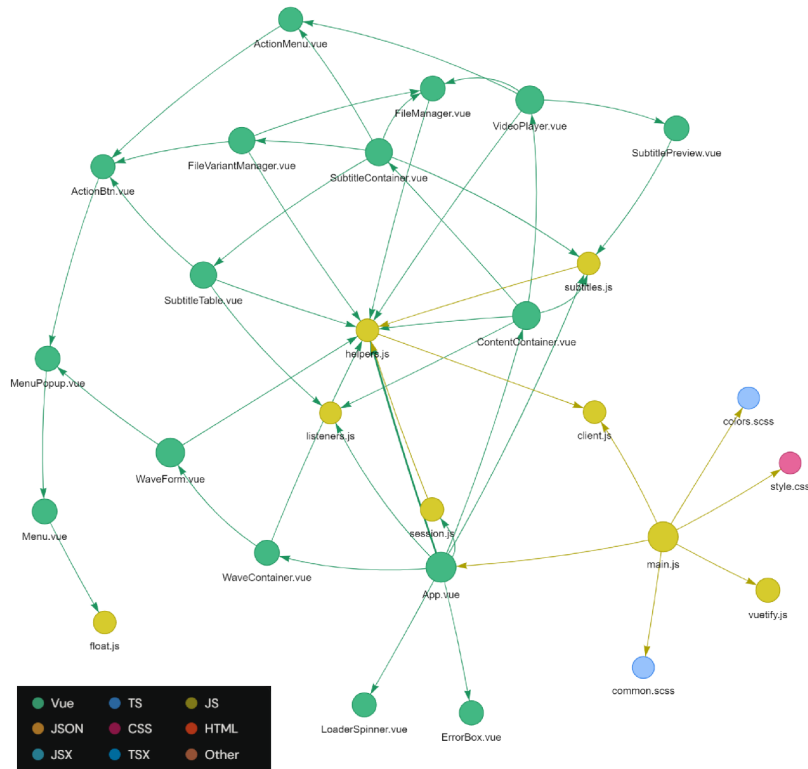 ActionMenu.vue
FileManager.vue
VideoPlayer.vue
SubtitlePreview.vue
FileVariantManager.vue
SubtitleContainer.vue
ActionBtn.vue
subtitles.js
SubtitleTable.vue
ContentContainer.vue
helpers.js
MenuPopup.vue
colors.scss
listeners.js
client.js
WaveForm.vue
style.css
session.js
Menu.vue
main.js
WaveContainer.vue
App.vue
vuetify.js
float.js
common.scss
LoaderSpinner.vue
ErrorBox.vue
Vue TS JS
JSON CSS HTML
JSX TSX Other